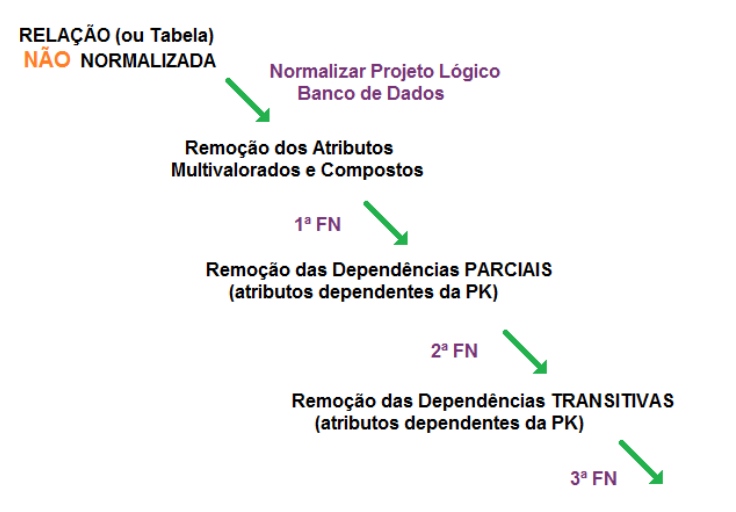 RELAÇÃO (ou Tabela)
NÃO NORMALIZADA
Normalizar Projeto Lógico
Banco de Dados
Remoção dos Atributos
Multivalorados e Compostos
1ª FN
Remoção das Dependências PARCIAIS
(atributos dependentes da PK)
2ª FN
Remoção das Dependências TRANSITIVAS
(atributos dependentes da PK)
3ª FN